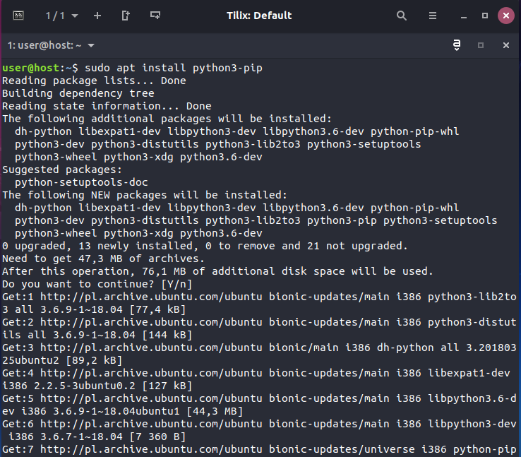 1 / 1
Tilix: Default
1: user@host: ~
user@host:~$ sudo apt install python3-pip
Reading package lists... Done
Building dependency tree
Reading state information... Done
The following additional packages will be installed:
  dh-python libexpat1-dev libpython3-dev libpython3.6-dev python-pip-whl
  python3-dev python3-distutils python3-lib2to3 python3-setuptools
  python3-wheel python3-xdg python3.6-dev
Suggested packages:
  python-setuptools-doc
The following NEW packages will be installed:
  dh-python libexpat1-dev libpython3-dev libpython3.6-dev python-pip-whl
  python3-dev python3-distutils python3-lib2to3 python3-pip python3-setuptools
  python3-wheel python3-xdg python3.6-dev
0 upgraded, 13 newly installed, 0 to remove and 21 not upgraded.
Need to get 47,3 MB of archives.
After this operation, 76,1 MB of additional disk space will be used.
Do you want to continue? [Y/n]
Get:1 http://pl.archive.ubuntu.com/ubuntu bionic-updates/main i386 python3-lib2to
3 all 3.6.9-1~18.04 [77,4 kB]
Get:2 http://pl.archive.ubuntu.com/ubuntu bionic-updates/main i386 python3-distut
ils all 3.6.9-1~18.04 [144 kB]
Get:3 http://pl.archive.ubuntu.com/ubuntu bionic/main i386 dh-python all 3.201803
25ubuntu2 [89,2 kB]
Get:4 http://pl.archive.ubuntu.com/ubuntu bionic-updates/main i386 libexpat1-dev
i386 2.2.5-3ubuntu0.2 [127 kB]
Get:5 http://pl.archive.ubuntu.com/ubuntu bionic-updates/main i386 libpython3.6-d
ev i386 3.6.9-1~18.04ubuntu1 [44,3 MB]
Get:6 http://pl.archive.ubuntu.com/ubuntu bionic-updates/main i386 libpython3-dev
i386 3.6.7-1~18.04 [7 360 B]
Get:7 http://pl.archive.ubuntu.com/ubuntu bionic-updates/universe i386 python-pip